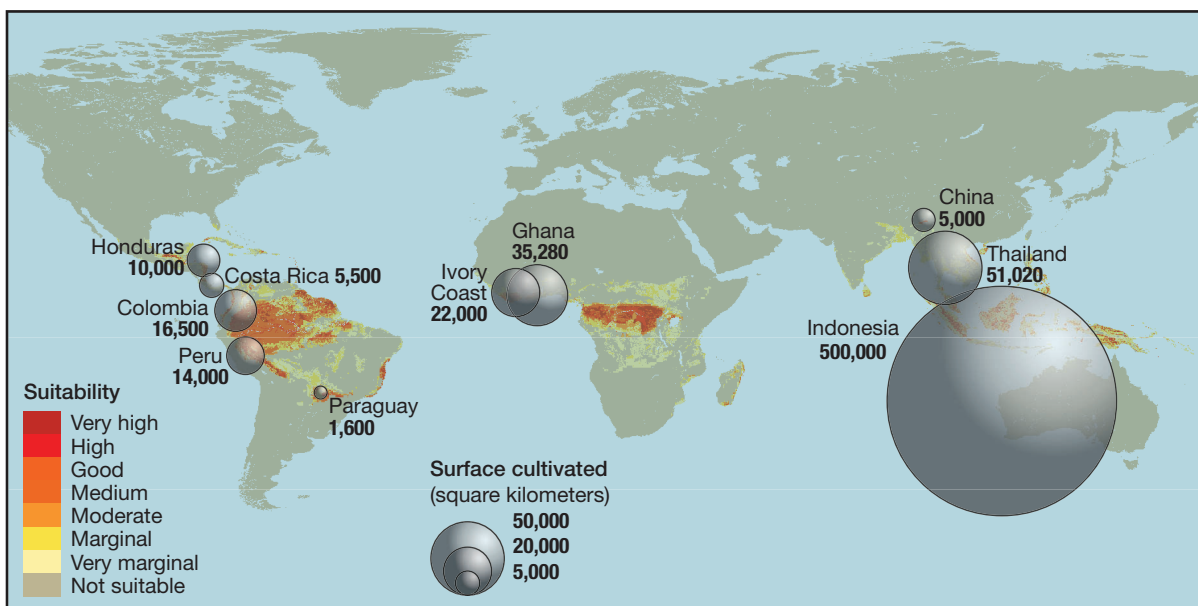 Honduras
10,000
Costa Rica 5,500
Colombia
16,500
Peru
14,000
Paraguay
1,600
Ghana
35,280
Ivory
Coast
22,000
China
5,000
Thailand
51,020
Indonesia
500,000
Suitability
Very high
High
Good
Medium
Moderate
Marginal
Very marginal
Not suitable
Surface cultivated
(square kilometers)
50,000
20,000
5,000